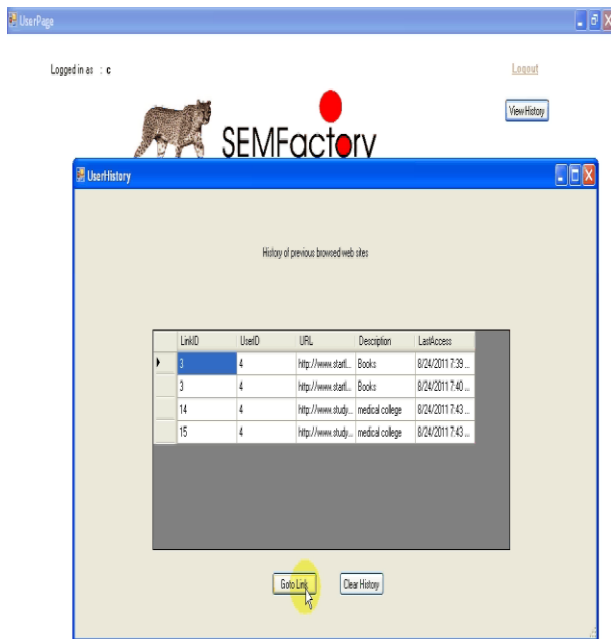 UserPage
Logged in as : c
Logout
View History
SEMFactory
UserHistory
History of previous browsed web sites
LinkID UserID URL Description LastAccess
3 4 http://www.startl... Books 8/24/2011 7:39 ...
3 4 http://www.startl... Books 8/24/2011 7:40 ...
14 4 http://www.study... medical college 8/24/2011 7:43 ...
15 4 http://www.study... medical college 8/24/2011 7:43 ...
Goto Link Clear History